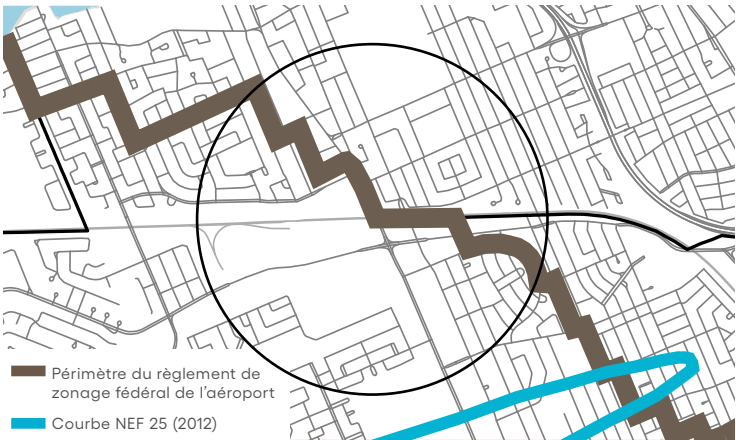 Périmètre du règlement de
zonage fédéral de l'aéroport
Courbe NEF 25 (2012)